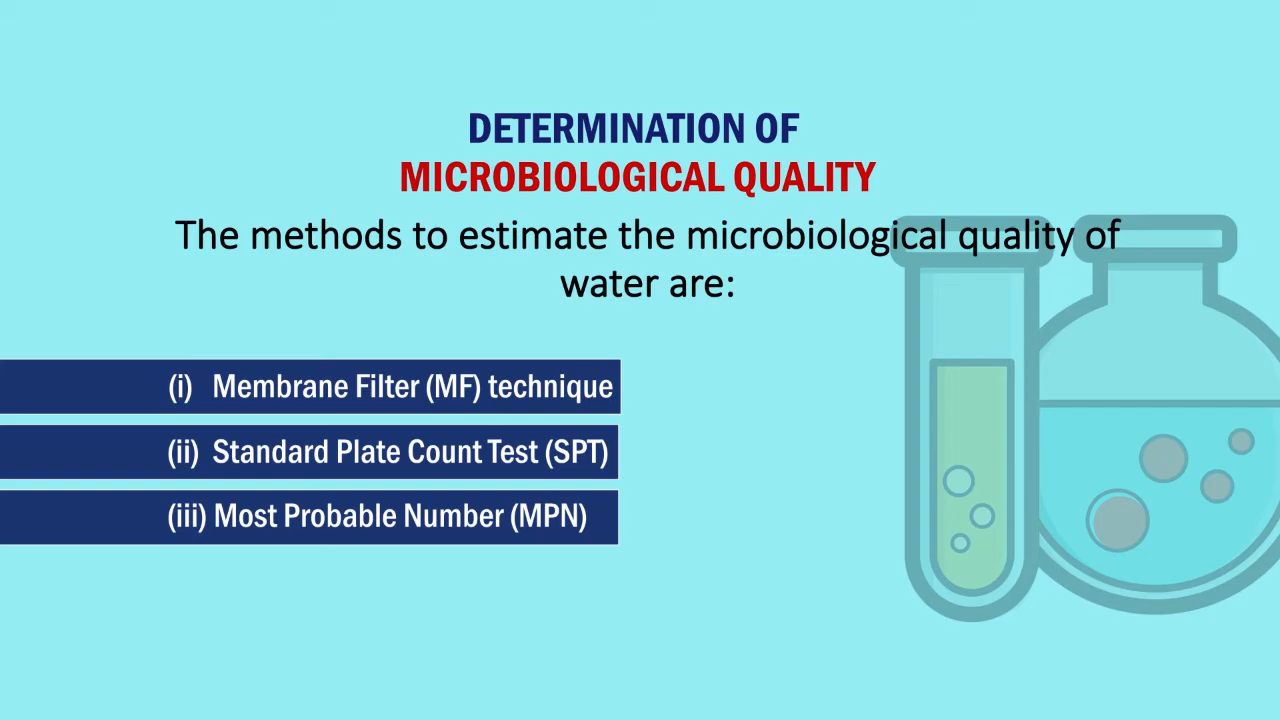 DETERMINATION OF
MICROBIOLOGICAL QUALITY
The methods to estimate the microbiological quality of
water are:
(i) Membrane Filter (MF) technique
(ii) Standard Plate Count Test (SPT)
(iii) Most Probable Number (MPN)